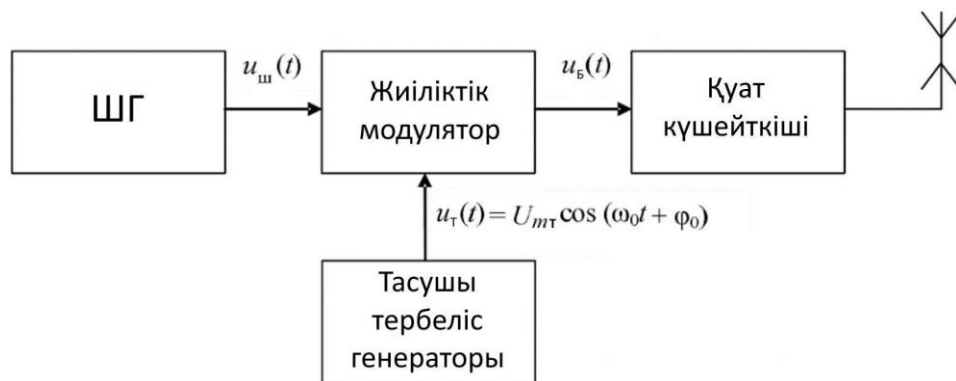 ШГ
u_ш(t)
Жиіліктік
модулятор
u_Б(t)
Қуат
күшейткіші
u_т(t) = U_mт cos (ω₀t + φ₀)
Тасушы
тербеліс
генераторы